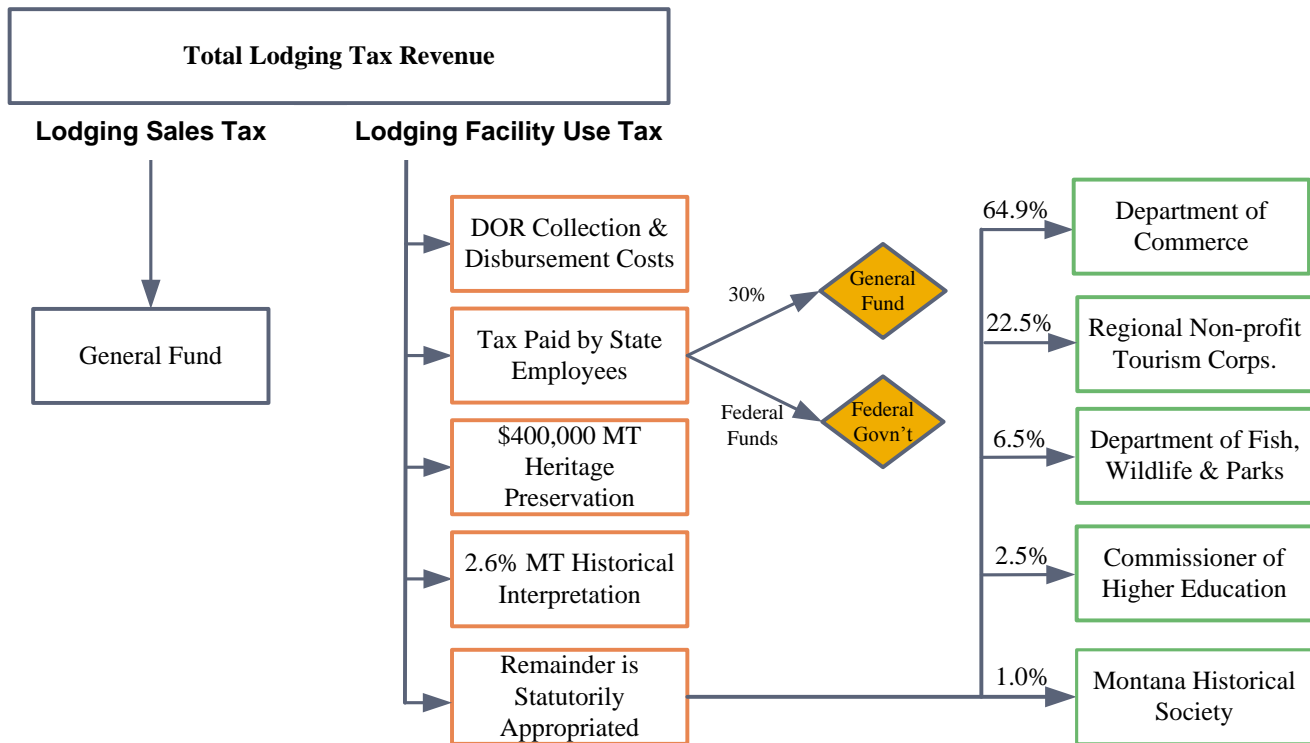 Total Lodging Tax Revenue
Lodging Sales Tax
Lodging Facility Use Tax
General Fund
DOR Collection &
Disbursement Costs
Tax Paid by State
Employees
30%
General
Fund
Federal
Funds
Federal
Govn't
$400,000 MT
Heritage
Preservation
2.6% MT Historical
Interpretation
Remainder is
Statutorily
Appropriated
64.9%
Department of
Commerce
22.5%
Regional Non-profit
Tourism Corps.
6.5%
Department of Fish,
Wildlife & Parks
2.5%
Commissioner of
Higher Education
1.0%
Montana Historical
Society